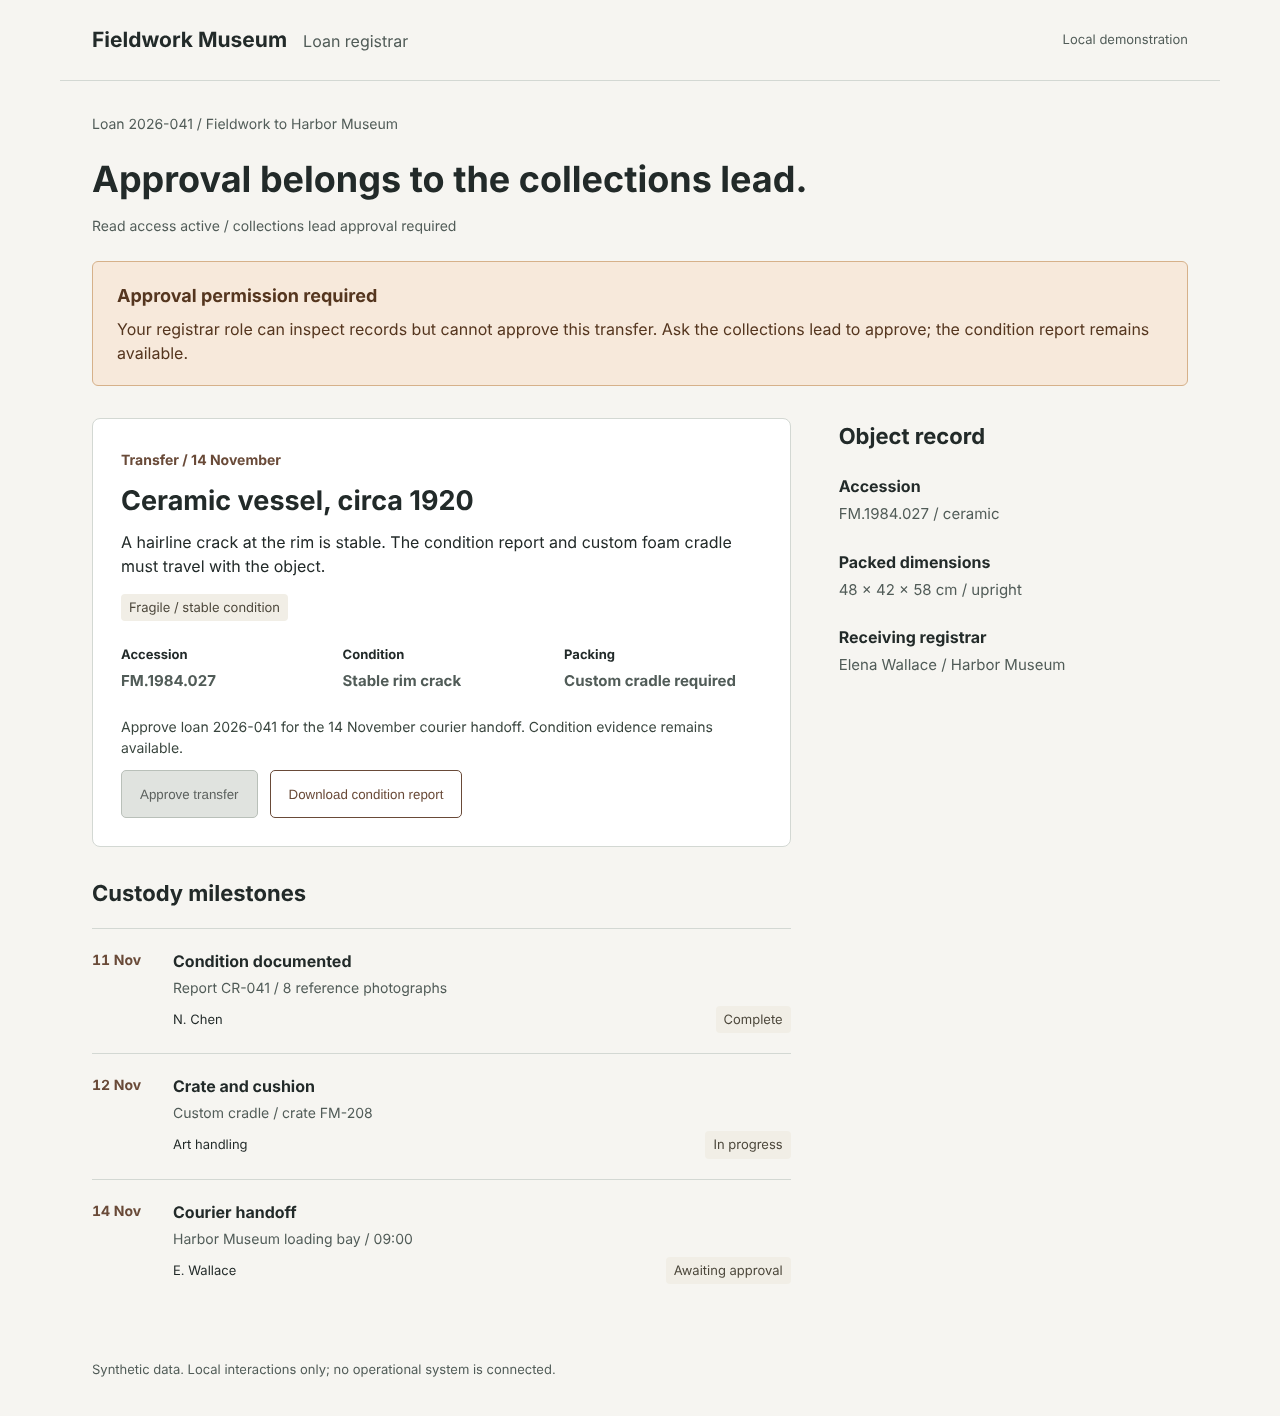 Fieldwork Museum Loan registrar
Local demonstration
Loan 2026-041 / Fieldwork to Harbor Museum
Approval belongs to the collections lead.
Read access active / collections lead approval required
Approval permission required
Your registrar role can inspect records but cannot approve this transfer. Ask the collections lead to approve; the condition report remains
available.
Transfer / 14 November
Ceramic vessel, circa 1920
A hairline crack at the rim is stable. The condition report and custom foam cradle
must travel with the object.
Fragile / stable condition
Accession
FM.1984.027
Condition
Stable rim crack
Packing
Custom cradle required
Approve loan 2026-041 for the 14 November courier handoff. Condition evidence remains
available.
Approve transfer
Download condition report
Object record
Accession
FM.1984.027 / ceramic
Packed dimensions
48 × 42 × 58 cm / upright
Receiving registrar
Elena Wallace / Harbor Museum
Custody milestones
11 Nov
Condition documented
Report CR-041 / 8 reference photographs
N. Chen
Complete
12 Nov
Crate and cushion
Custom cradle / crate FM-208
Art handling
In progress
14 Nov
Courier handoff
Harbor Museum loading bay / 09:00
E. Wallace
Awaiting approval
Synthetic data. Local interactions only; no operational system is connected.